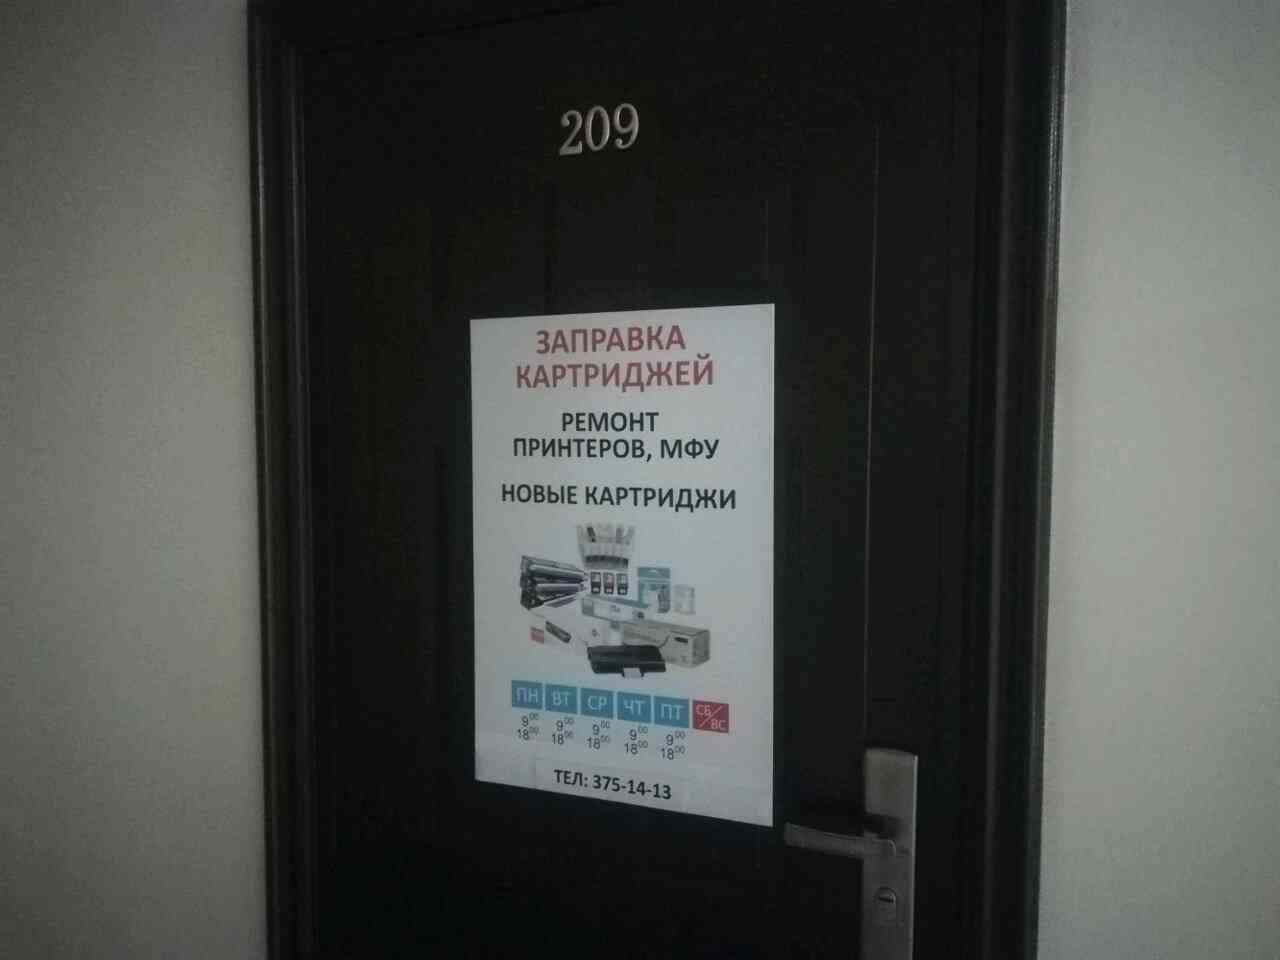 209
ЗАПРАВКА
КАРТРИДЖЕЙ
РЕМОНТ
ПРИНТЕРОВ, МФУ
НОВЫЕ КАРТРИДЖИ
ПН ВТ СР ЧТ ПТ СБ/ВС
9⁰⁰ 9⁰⁰ 9⁰⁰ 9⁰⁰ 9⁰⁰
18⁰⁰ 18⁰⁰ 18⁰⁰ 18⁰⁰ 18⁰⁰
ТЕЛ: 375-14-13